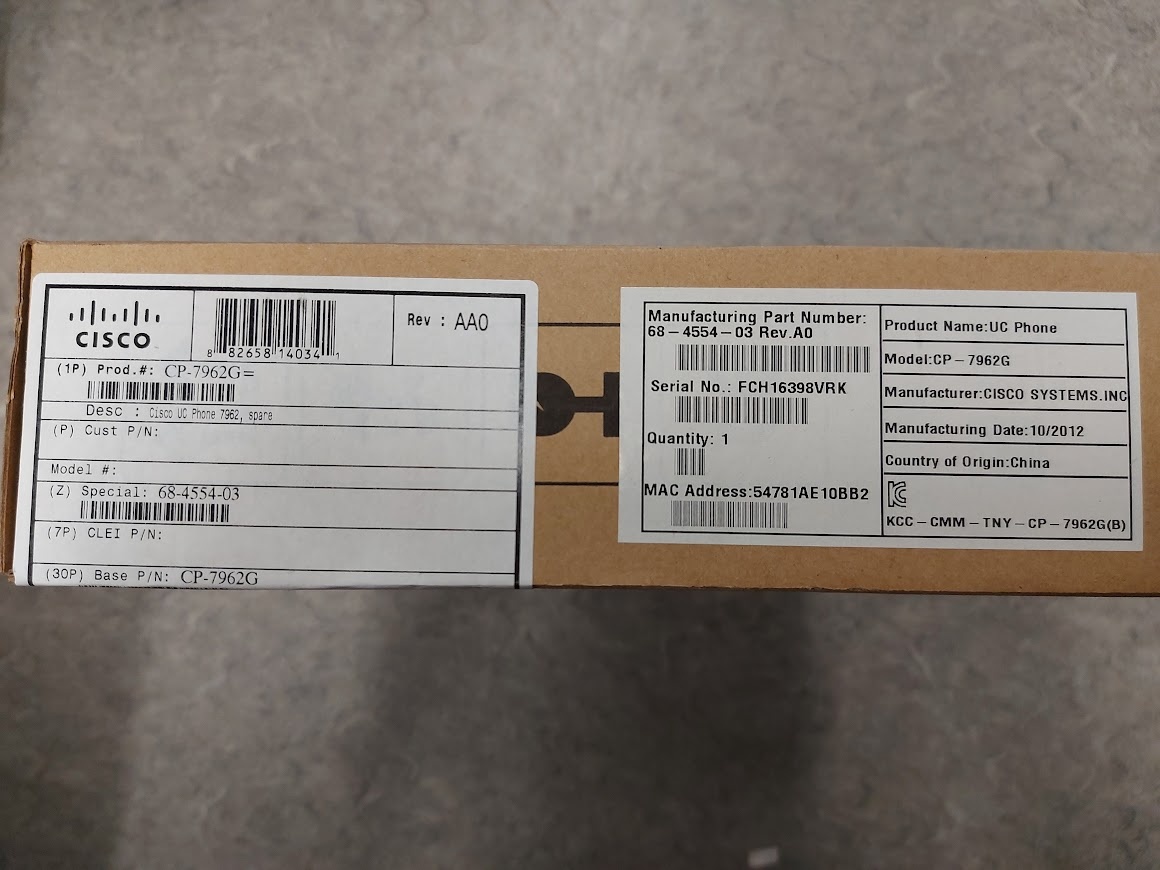 CISCO
8 82658 14034 1
Rev : AA0
(1P) Prod.#: CP-7962G=
Desc : Cisco UC Phone 7962, spare
(P) Cust P/N:
Model #:
(Z) Special: 68-4554-03
(7P) CLEI P/N:
(30P) Base P/N: CP-7962G
Manufacturing Part Number:
68-4554-03 Rev.A0
Serial No.: FCH16398VRK
Quantity: 1
MAC Address:54781AE10BB2
Product Name:UC Phone
Model:CP-7962G
Manufacturer:CISCO SYSTEMS.INC
Manufacturing Date:10/2012
Country of Origin:China
KCC-CMM-TNY-CP-7962G(B)